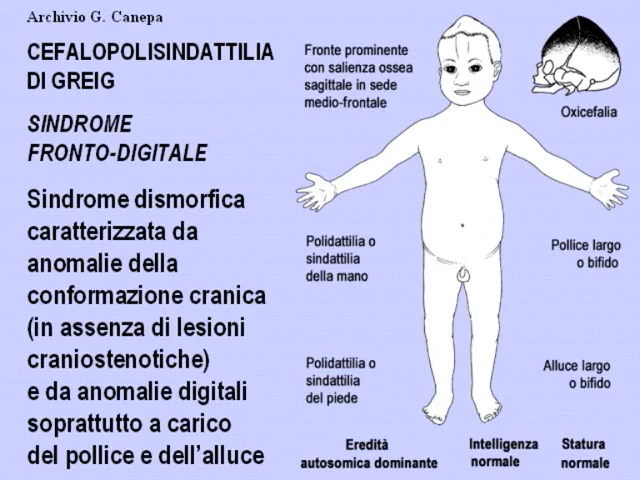 Archivio G. Canepa
CEFALOPOLISINDATTILIA
DI GREIG
SINDROME
FRONTO-DIGITALE
Sindrome dismorfica
caratterizzata da
anomalie della
conformazione cranica
(in assenza di lesioni
craniostenotiche)
e da anomalie digitali
soprattutto a carico
del pollice e dell'alluce
Fronte prominente
con salienza ossea
sagittale in sede
medio-frontale
Oxicefalia
Polidattilia o
sindattilia
della mano
Pollice largo
o bifido
Polidattilia o
sindattilia
del piede
Alluce largo
o bifido
Eredità
autosomica dominante
Intelligenza
normale
Statura
normale